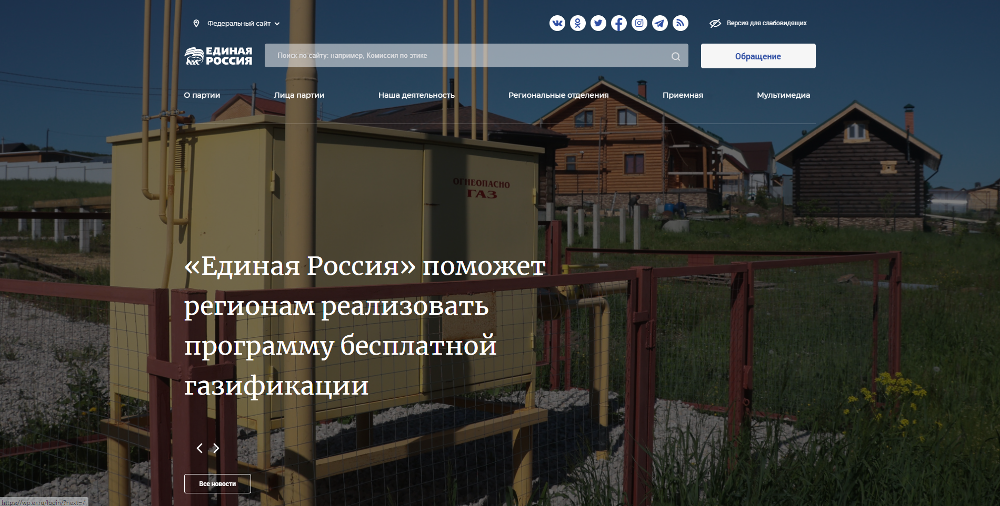 Федеральный сайт
Версия для слабовидящих
ЕДИНАЯ
РОССИЯ
Поиск по сайту: например, Комиссия по этике
Обращение
О партии
Лица партии
Наша деятельность
Региональные отделения
Приемная
Мультимедиа
ОГНЕОПАСНО
ГАЗ
«Единая Россия» поможет
регионам реализовать
программу бесплатной
газификации
Все новости
https://wp.er.ru/login/?next=/